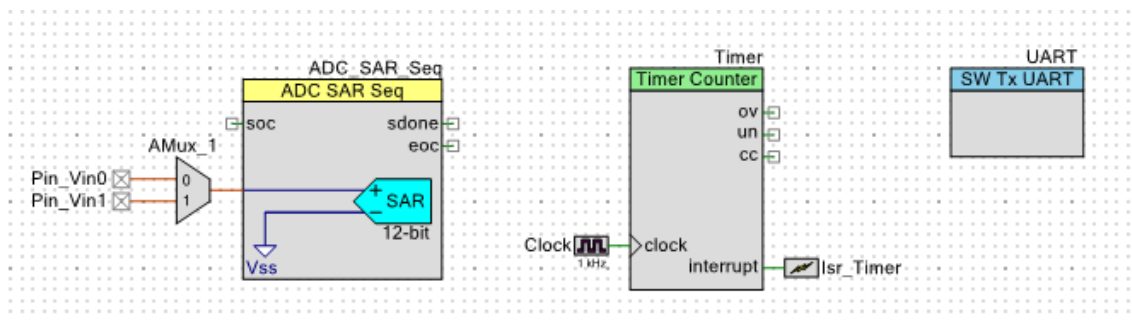 ADC_SAR_Seq
ADC SAR Seq
soc
sdone
eoc
AMux_1
Pin_Vin0
0
Pin_Vin1
1
+
SAR
−
12-bit
Vss
Timer
Timer Counter
ov
un
cc
Clock
1 kHz
clock
interrupt
Isr_Timer
UART
SW Tx UART